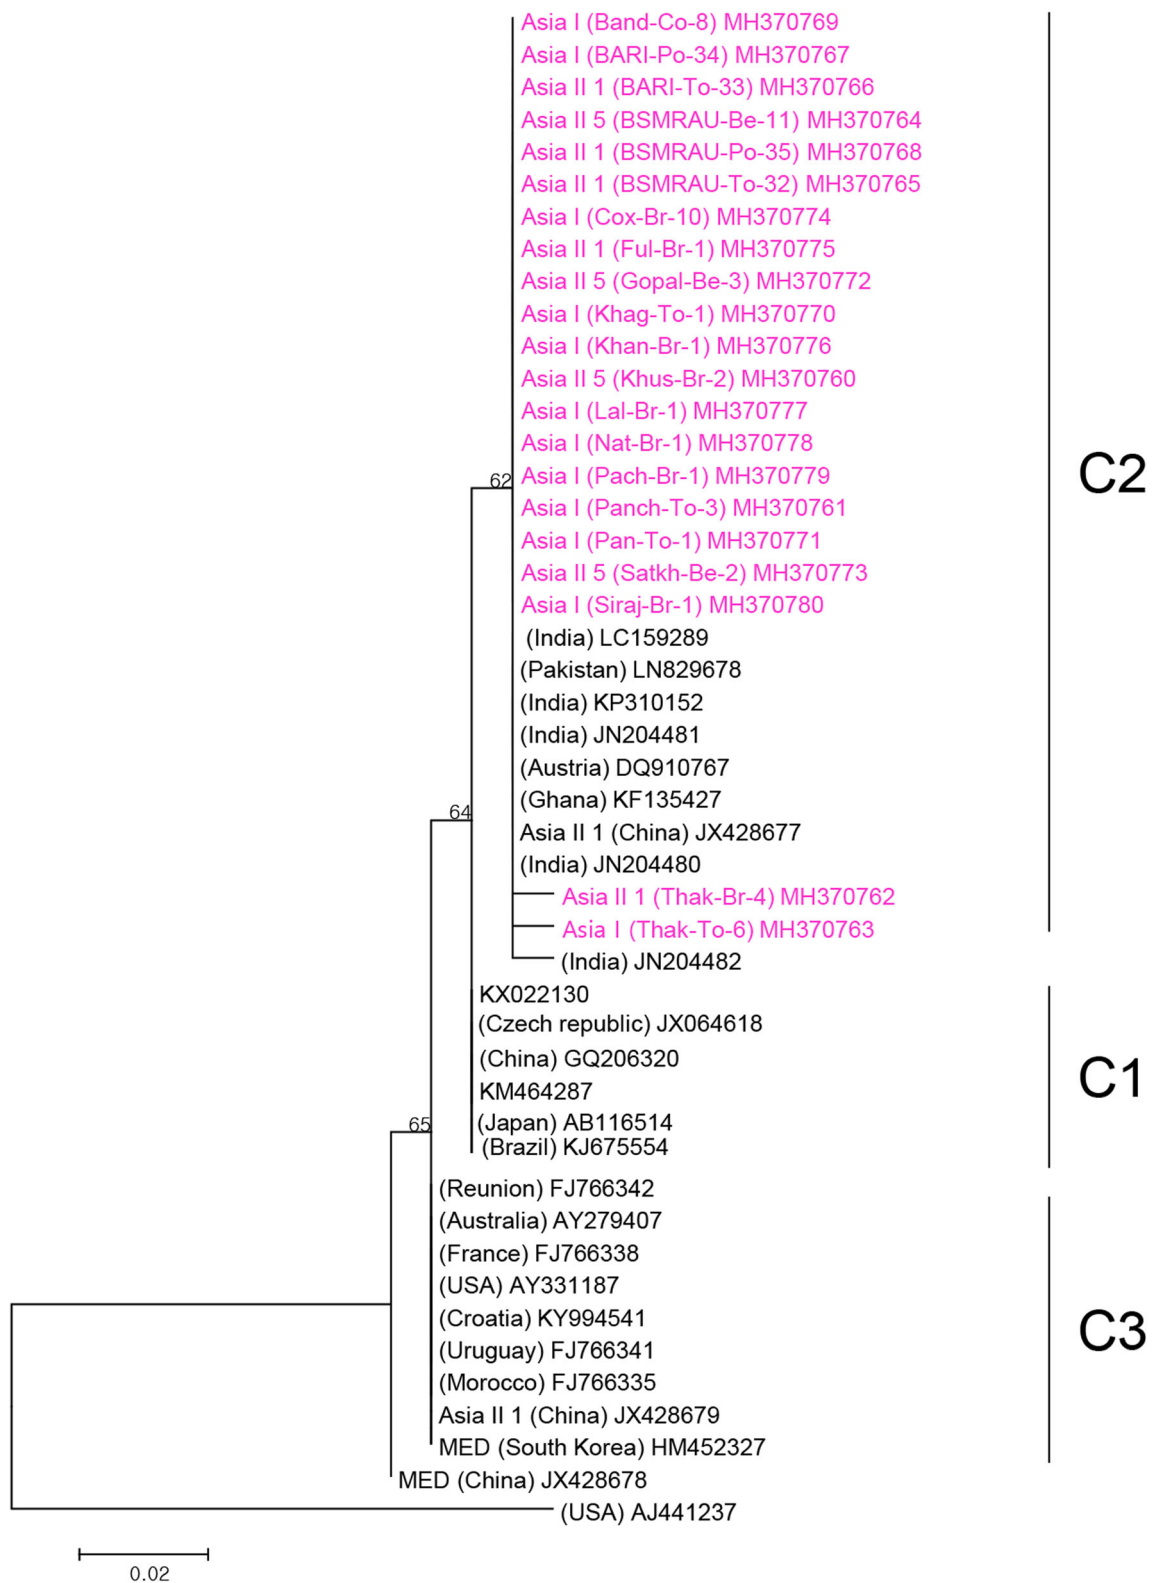 Asia I (Band-Co-8) MH370769
Asia I (BARI-Po-34) MH370767
Asia II 1 (BARI-To-33) MH370766
Asia II 5 (BSMRAU-Be-11) MH370764
Asia II 1 (BSMRAU-Po-35) MH370768
Asia II 1 (BSMRAU-To-32) MH370765
Asia I (Cox-Br-10) MH370774
Asia II 1 (Ful-Br-1) MH370775
Asia II 5 (Gopal-Be-3) MH370772
Asia I (Khag-To-1) MH370770
Asia I (Khan-Br-1) MH370776
Asia II 5 (Khus-Br-2) MH370760
Asia I (Lal-Br-1) MH370777
Asia I (Nat-Br-1) MH370778
Asia I (Pach-Br-1) MH370779
Asia I (Panch-To-3) MH370761
Asia I (Pan-To-1) MH370771
Asia II 5 (Satkh-Be-2) MH370773
Asia I (Siraj-Br-1) MH370780
(India) LC159289
(Pakistan) LN829678
(India) KP310152
(India) JN204481
(Austria) DQ910767
(Ghana) KF135427
Asia II 1 (China) JX428677
(India) JN204480
Asia II 1 (Thak-Br-4) MH370762
Asia I (Thak-To-6) MH370763
(India) JN204482
C2
62
64
KX022130
(Czech republic) JX064618
(China) GQ206320
KM464287
(Japan) AB116514
(Brazil) KJ675554
C1
65
(Reunion) FJ766342
(Australia) AY279407
(France) FJ766338
(USA) AY331187
(Croatia) KY994541
(Uruguay) FJ766341
(Morocco) FJ766335
Asia II 1 (China) JX428679
MED (South Korea) HM452327
C3
MED (China) JX428678
(USA) AJ441237
0.02